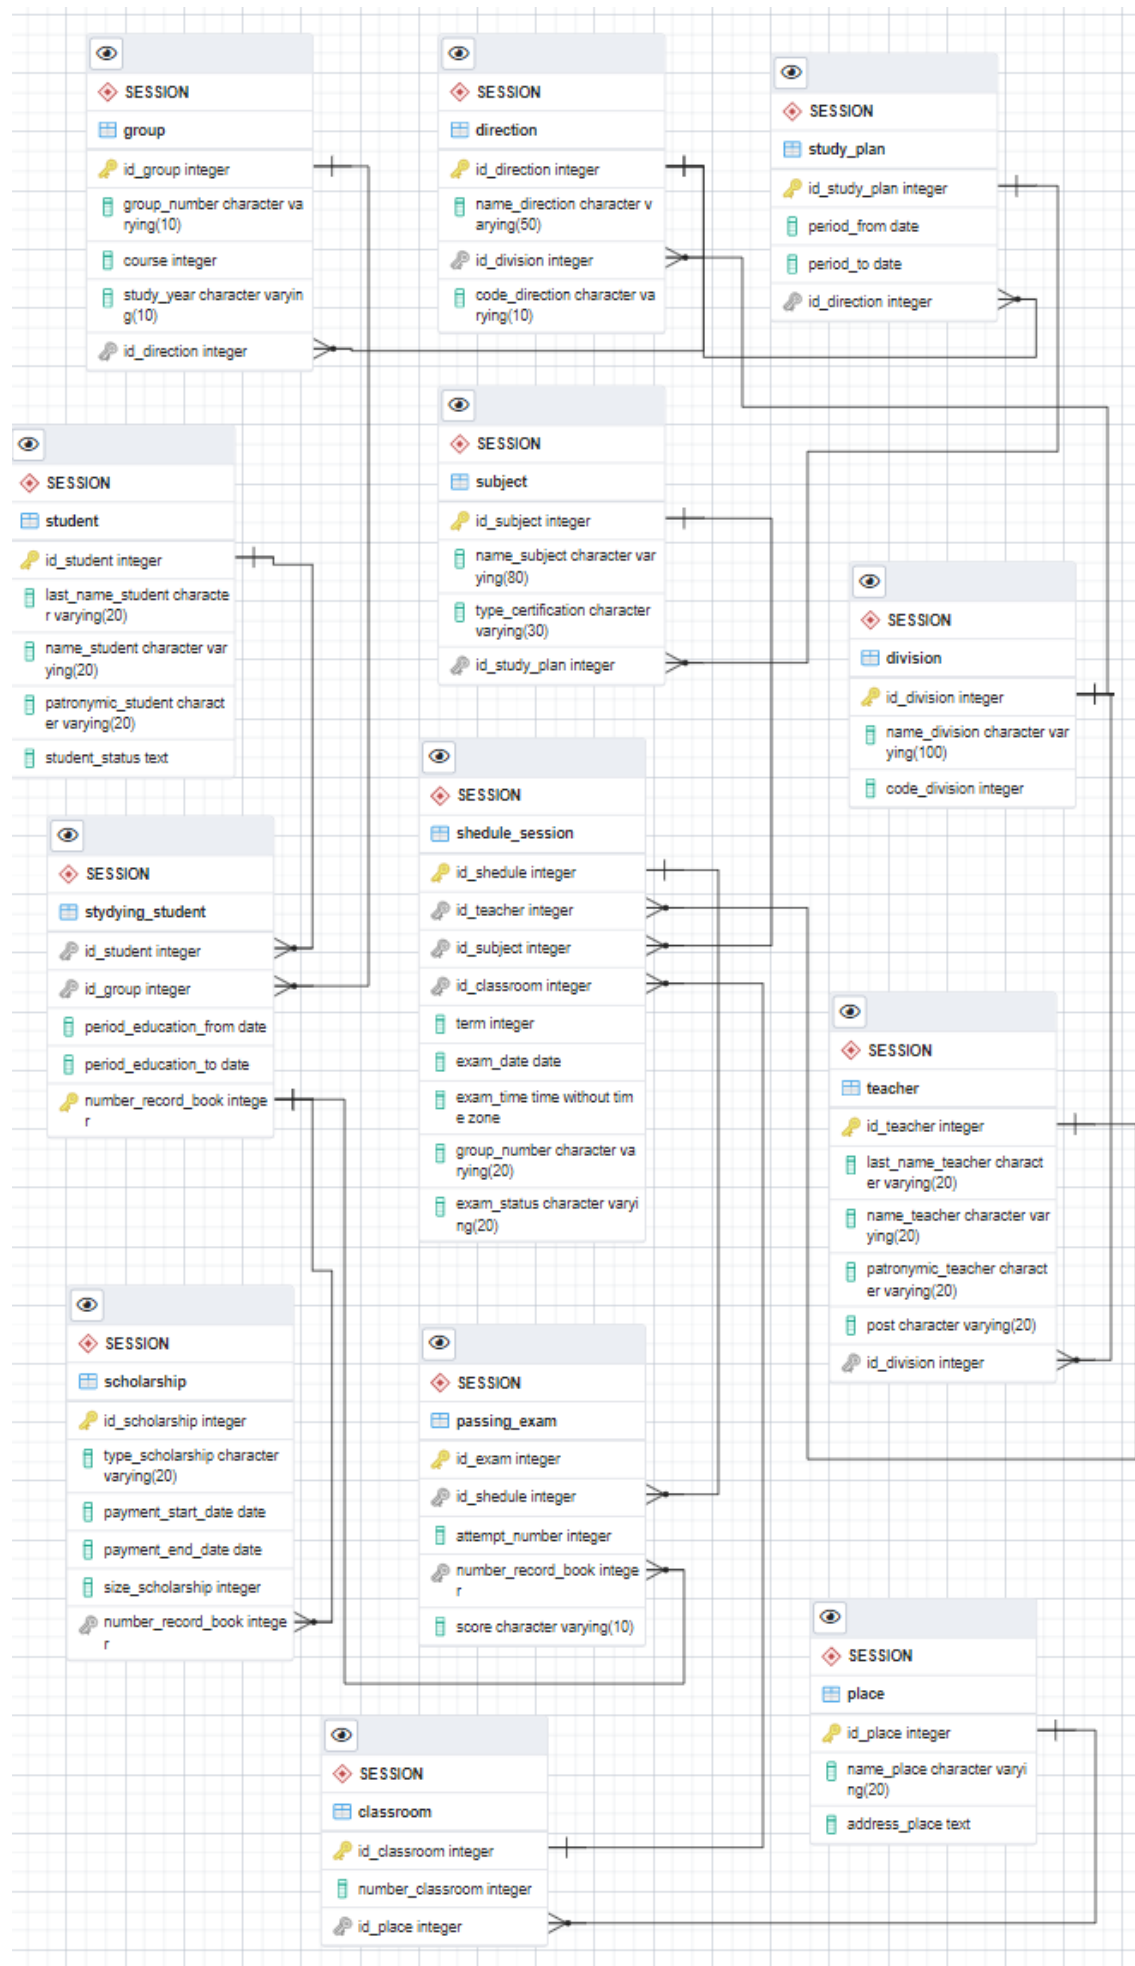 SESSION
group
id_group integer
group_number character va
rying(10)
course integer
study_year character varyin
g(10)
id_direction integer
SESSION
direction
id_direction integer
name_direction character v
arying(50)
id_division integer
code_direction character va
rying(10)
SESSION
study_plan
id_study_plan integer
period_from date
period_to date
id_direction integer
SESSION
student
id_student integer
last_name_student characte
r varying(20)
name_student character var
ying(20)
patronymic_student charact
er varying(20)
student_status text
SESSION
subject
id_subject integer
name_subject character var
ying(80)
type_certification character
varying(30)
id_study_plan integer
SESSION
division
id_division integer
name_division character var
ying(100)
code_division integer
SESSION
stydying_student
id_student integer
id_group integer
period_education_from date
period_education_to date
number_record_book intege
r
SESSION
shedule_session
id_shedule integer
id_teacher integer
id_subject integer
id_classroom integer
term integer
exam_date date
exam_time time without tim
e zone
group_number character va
rying(20)
exam_status character varyi
ng(20)
SESSION
teacher
id_teacher integer
last_name_teacher charact
er varying(20)
name_teacher character var
ying(20)
patronymic_teacher charact
er varying(20)
post character varying(20)
id_division integer
SESSION
scholarship
id_scholarship integer
type_scholarship character
varying(20)
payment_start_date date
payment_end_date date
size_scholarship integer
number_record_book intege
r
SESSION
passing_exam
id_exam integer
id_shedule integer
attempt_number integer
number_record_book intege
r
score character varying(10)
SESSION
place
id_place integer
name_place character varyi
ng(20)
address_place text
SESSION
classroom
id_classroom integer
number_classroom integer
id_place integer